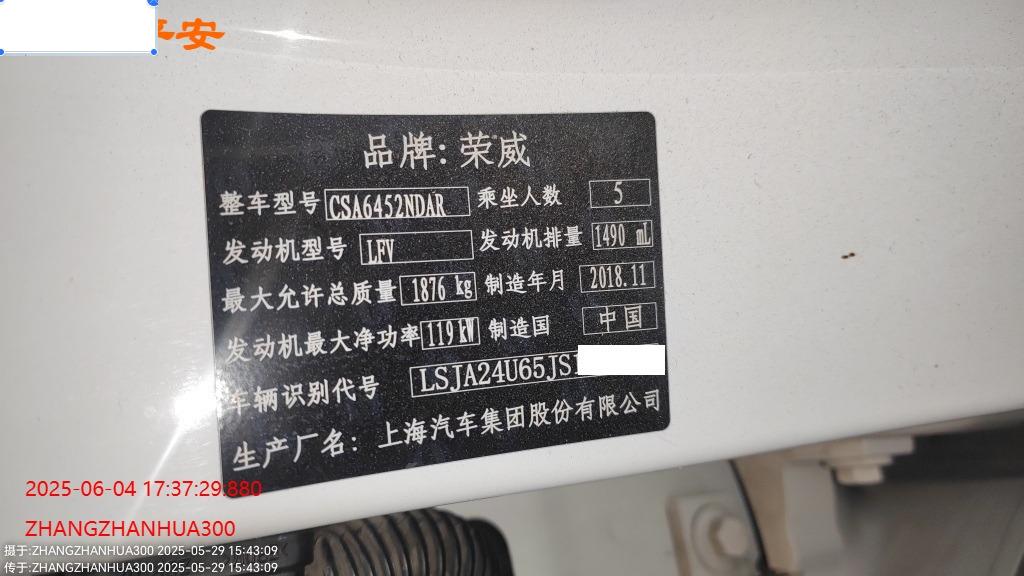 平安
品牌: 荣威
整车型号 CSA6452NDAR 乘坐人数 5
发动机型号 LFV 发动机排量 1490 mL
最大允许总质量 1876 kg 制造年月 2018.11
发动机最大净功率 119 kW 制造国 中国
车辆识别代号 LSJA24U65JS
生产厂名: 上海汽车集团股份有限公司
2025-06-04 17:37:29.880
ZHANGZHANHUA300
摄于:ZHANGZHANHUA300 2025-05-29 15:43:09
传于:ZHANGZHANHUA300 2025-05-29 15:43:09